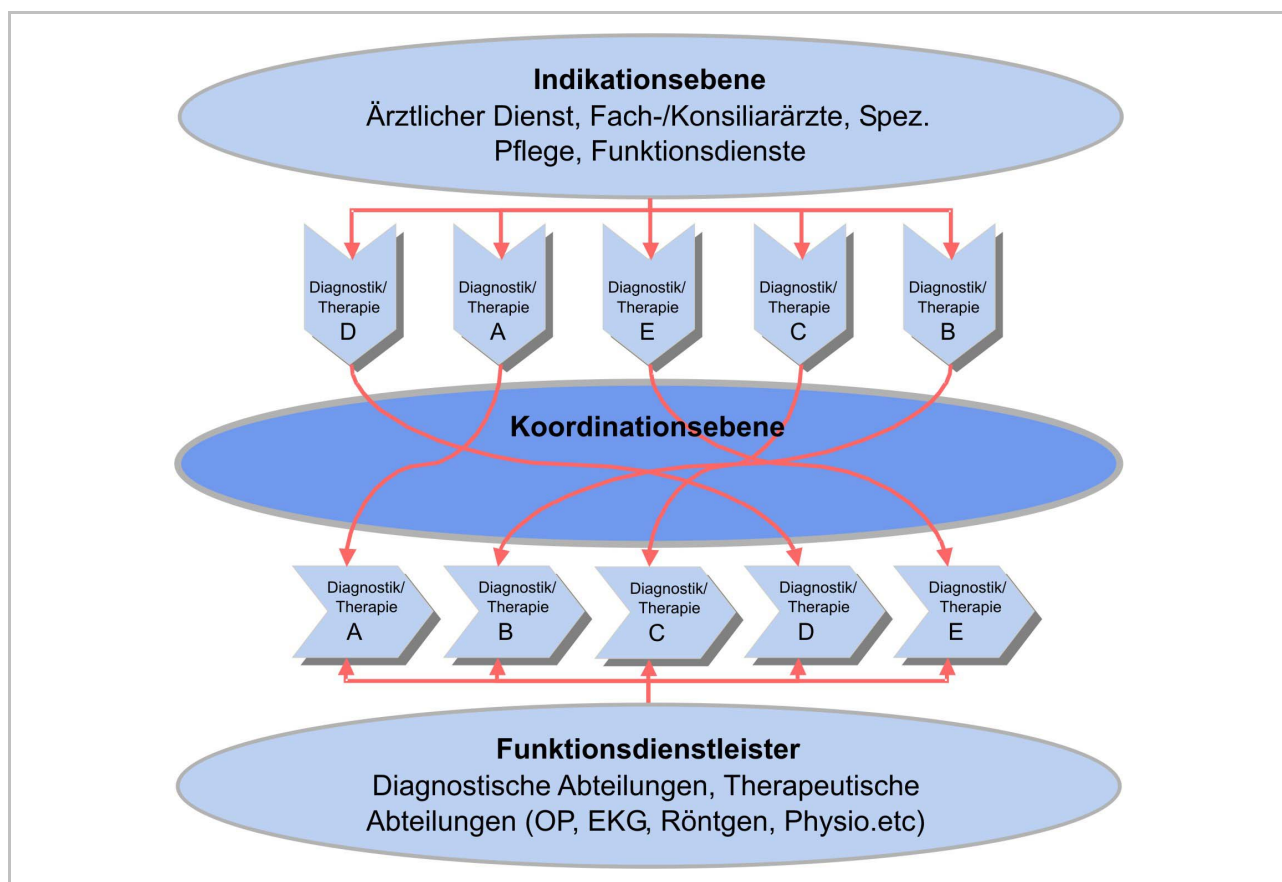 Indikationsebene
Ärztlicher Dienst, Fach-/Konsiliarärzte, Spez.
Pflege, Funktionsdienste
Diagnostik/
Therapie
D
Diagnostik/
Therapie
A
Diagnostik/
Therapie
E
Diagnostik/
Therapie
C
Diagnostik/
Therapie
B
Koordinationsebene
Diagnostik/
Therapie
A
Diagnostik/
Therapie
B
Diagnostik/
Therapie
C
Diagnostik/
Therapie
D
Diagnostik/
Therapie
E
Funktionsdienstleister
Diagnostische Abteilungen, Therapeutische
Abteilungen (OP, EKG, Röntgen, Physio.etc)